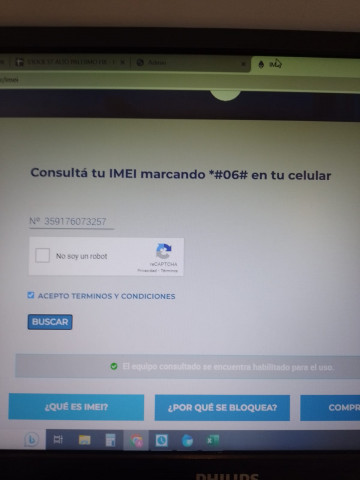 Consultá tu IMEI marcando *#06# en tu celular
Nº 359176073257
No soy un robot
reCAPTCHA
Privacidad - Términos
ACEPTO TERMINOS Y CONDICIONES
BUSCAR
El equipo consultado se encuentra habilitado para el uso.
¿QUÉ ES IMEI?
¿POR QUÉ SE BLOQUEA?
COMPR
PHILIPS